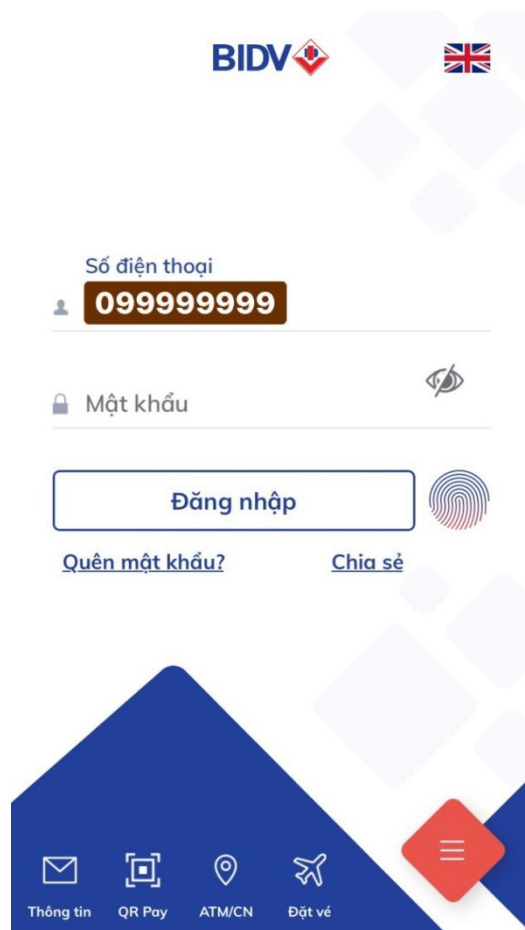 BIDV
Số điện thoại
099999999
Mật khẩu
Đăng nhập
Quên mật khẩu? Chia sẻ
Thông tin QR Pay ATM/CN Đặt vé